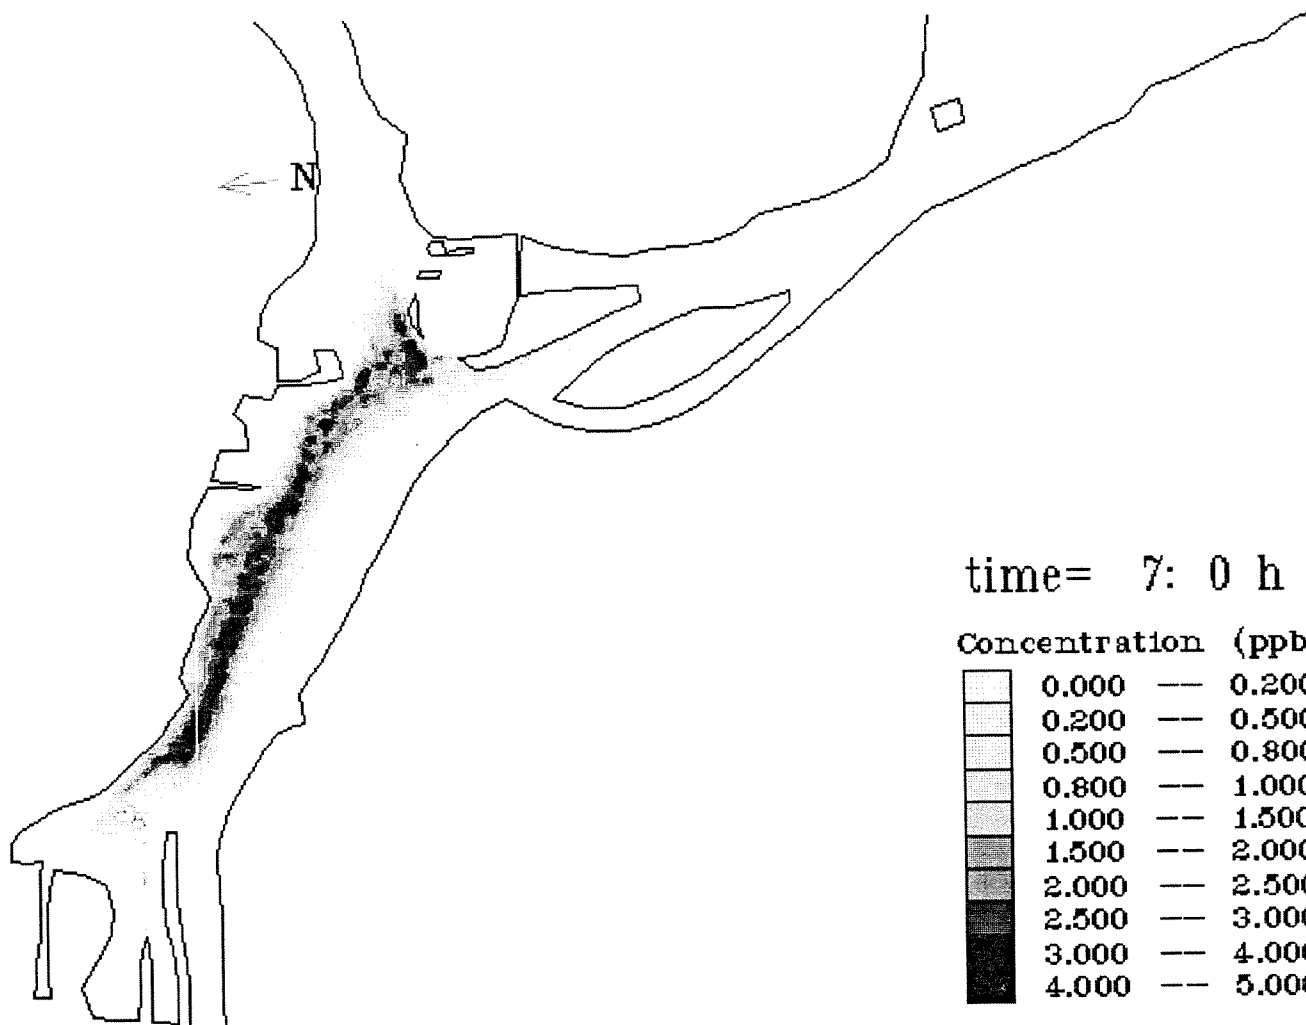 N
time= 7: 0 h
Concentration (ppb
0.000 -- 0.200
0.200 -- 0.500
0.500 -- 0.800
0.800 -- 1.000
1.000 -- 1.500
1.500 -- 2.000
2.000 -- 2.500
2.500 -- 3.000
3.000 -- 4.000
4.000 -- 5.000